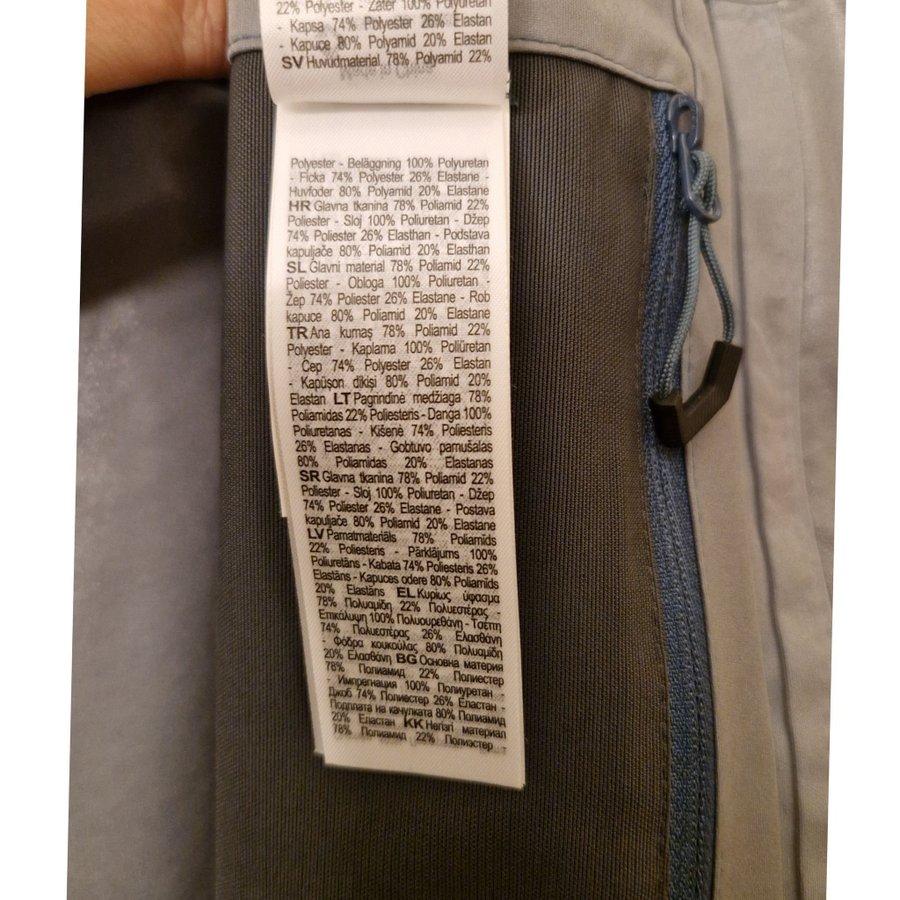 22% Polyester - Zátěr 100% Polyuretan
- Kapsa 74% Polyester 26% Elastan
- Kapuce 80% Polyamid 20% Elastan
SV Huvudmaterial 78% Polyamid 22%
Made in China
Polyester - Beläggning 100% Polyuretan
- Ficka 74% Polyester 26% Elastane -
Huvfoder 80% Polyamid 20% Elastane
HR Glavna tkanina 78% Poliamid 22%
Poliester - Sloj 100% Poliuretan - Džep
74% Poliester 26% Elasthan - Podstava
kapuljače 80% Poliamid 20% Elasthan
SL Glavni material 78% Poliamid 22%
Poliester - Obloga 100% Poliuretan -
Žep 74% Poliester 26% Elastane - Rob
kapuce 80% Poliamid 20% Elastane
TR Ana kumaş 78% Poliamid 22%
Polyester - Kaplama 100% Poliüretan
- Cep 74% Polyester 26% Elastan
- Kapüşon dikişi 80% Poliamid 20%
Elastan LT Pagrindinė medžiaga 78%
Poliamidas 22% Poliesteris - Danga 100%
Poliuretanas - Kišenė 74% Poliesteris
26% Elastanas - Gobtuvo pamušalas
80% Poliamidas 20% Elastanas
SR Glavna tkanina 78% Poliamid 22%
Poliester - Sloj 100% Poliuretan - Džep
74% Poliester 26% Elastane - Postava
kapuljače 80% Poliamid 20% Elastane
LV Pamatmateriāls 78% Poliamīds
22% Poliesteris - Pārklājums 100%
Poliuretāns - Kabata 74% Poliesteris 26%
Elastāns - Kapuces odere 80% Poliamīds
20% Elastāns EL Κυρίως ύφασμα
78% Πολυαμίδη 22% Πολυεστέρας -
Επικάλυψη 100% Πολυουρεθάνη - Τσέπη
74% Πολυεστέρας 26% Ελασθάνη
- Φόδρα κουκούλας 80% Πολυαμίδη
20% Ελασθάνη BG Основна материя
78% Полиамид 22% Полиестер
- Импрегнация 100% Полиуретан -
Джоб 74% Полиестер 26% Еластан -
Подплата на качулката 80% Полиамид
20% Еластан KK Негізгі материал
78% Полиамид 22% Полиэстер -